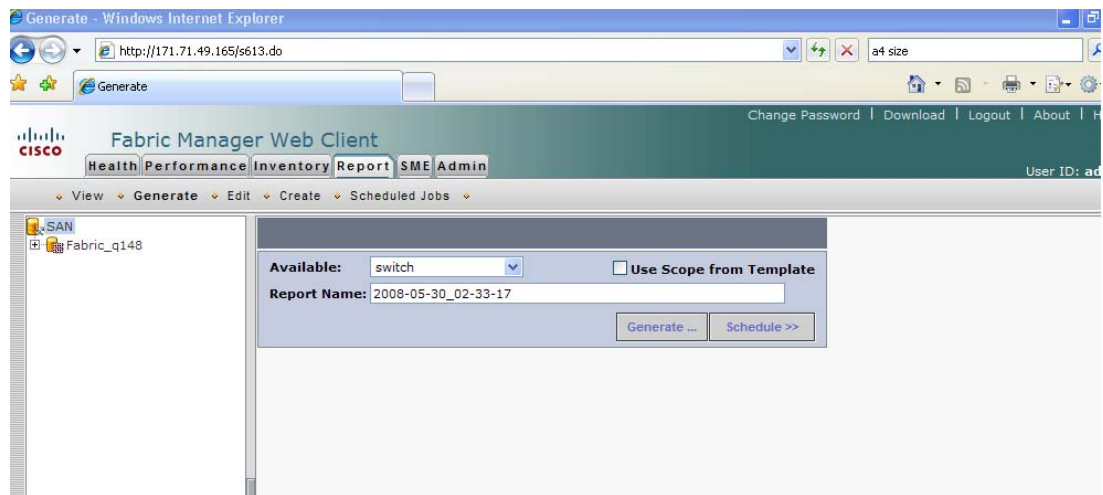 Generate - Windows Internet Explorer
http://171.71.49.165/s613.do
a4 size
Generate
Change Password | Download | Logout | About | H
cisco
Fabric Manager Web Client
Health Performance Inventory Report SME Admin
User ID: ad
View Generate Edit Create Scheduled Jobs
SAN
Fabric_q148
Available: switch Use Scope from Template
Report Name: 2008-05-30_02-33-17
Generate ... Schedule >>